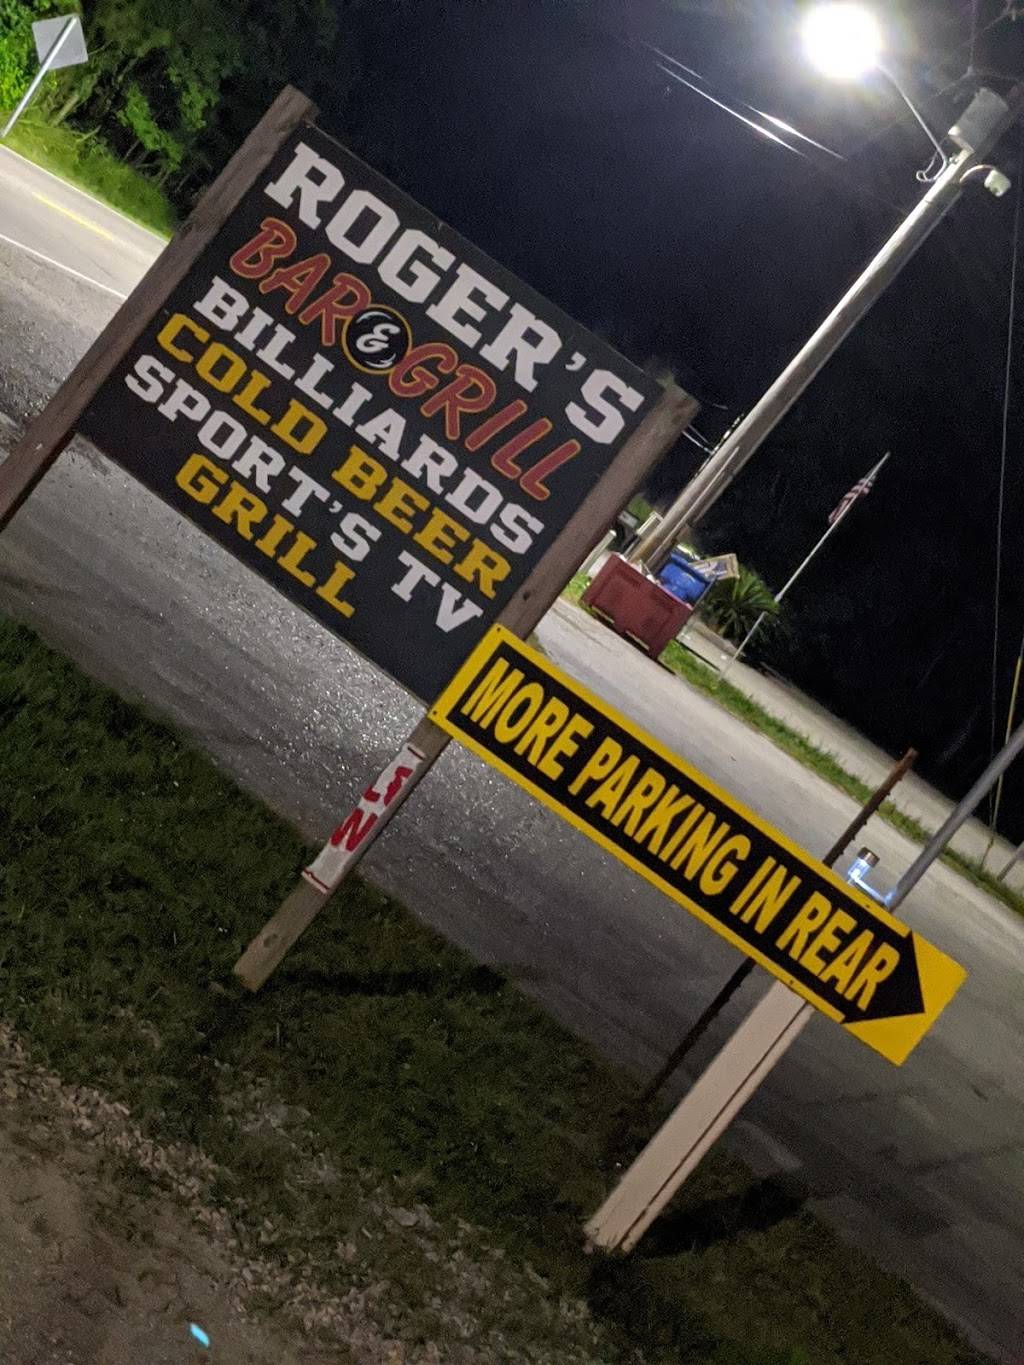 ROGER'S
BAR & GRILL
BILLIARDS
COLD BEER
SPORT'S TV
GRILL
MORE PARKING IN REAR